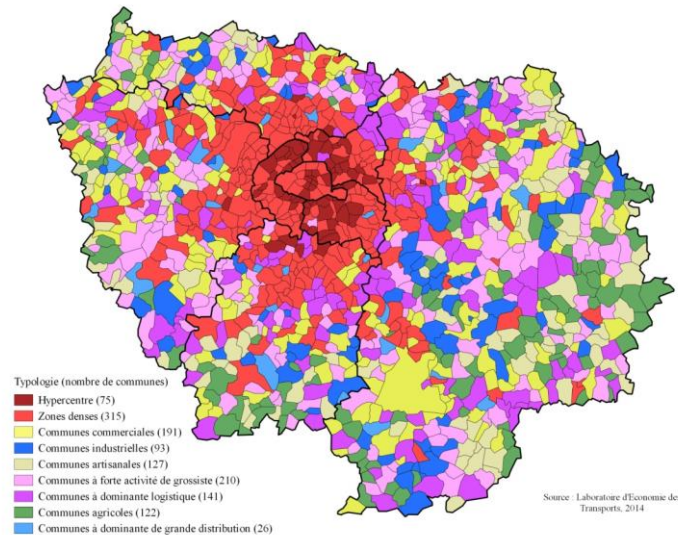 Typologie (nombre de communes)
Hypercentre (75)
Zones denses (315)
Communes commerciales (191)
Communes industrielles (93)
Communes artisanales (127)
Communes à forte activité de grossiste (210)
Communes à dominante logistique (141)
Communes agricoles (122)
Communes à dominante de grande distribution (26)
Source : Laboratoire d'Economie des
Transports, 2014